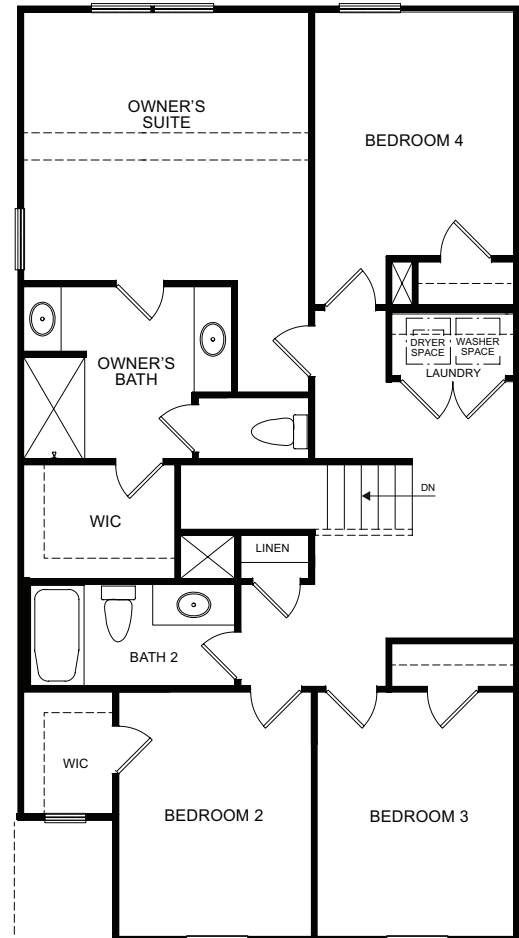 OWNER'S
SUITE
BEDROOM 4
DRYER
SPACE
WASHER
SPACE
LAUNDRY
OWNER'S
BATH
DN
WIC
LINEN
BATH 2
WIC
BEDROOM 2
BEDROOM 3